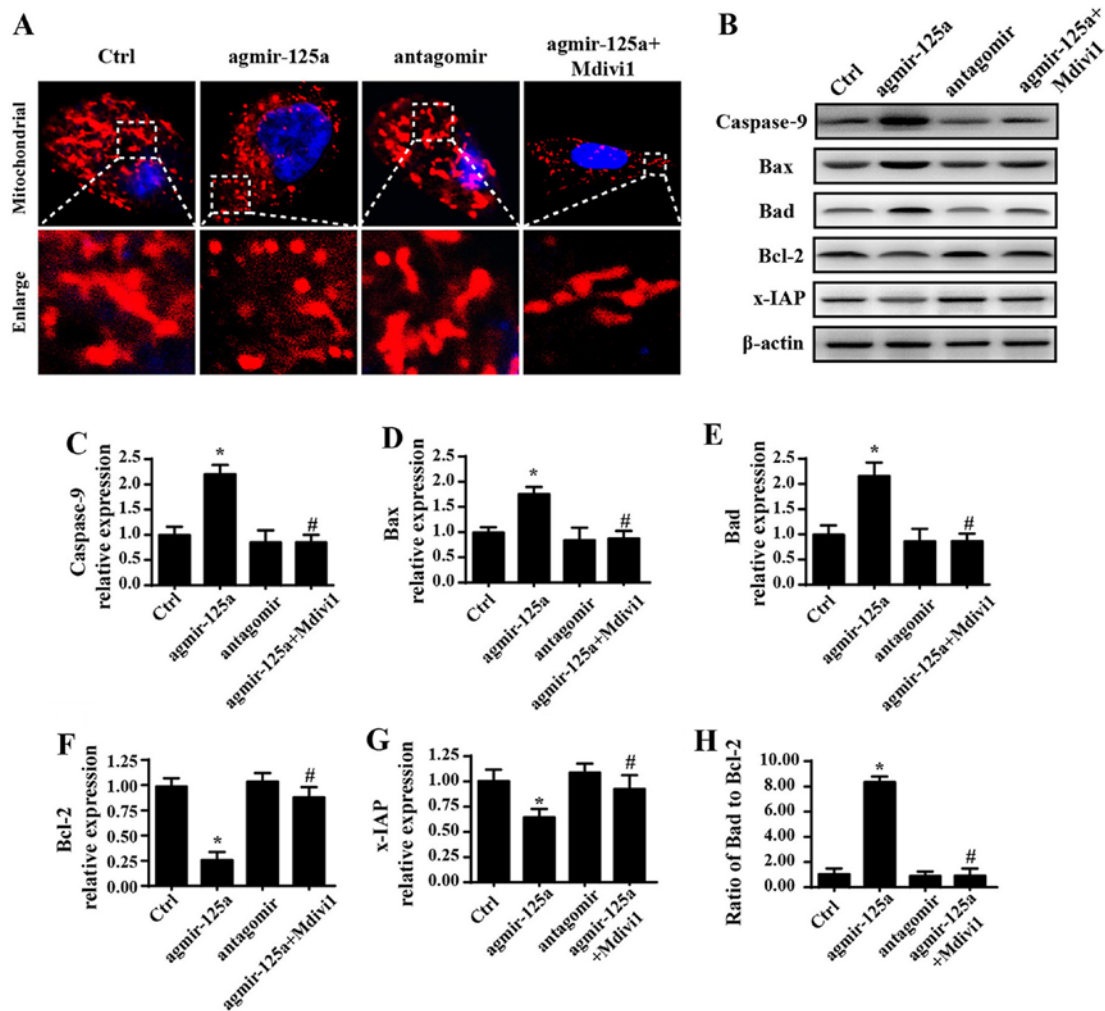 A
Ctrl
agmir-125a
antagomir
agmir-125a+
Mdivi1
Mitochondrial
Enlarge
B
Ctrl
agmir-125a
antagomir
agmir-125a+
Mdivi1
Caspase-9
Bax
Bad
Bcl-2
x-IAP
β-actin
C
Caspase-9
relative expression
2.5
2.0
1.5
1.0
0.5
0.0
*
#
Ctrl
agmir-125a
antagomir
agmir-125a+Mdivi1
D
Bax
relative expression
2.5
2.0
1.5
1.0
0.5
0.0
*
#
Ctrl
agmir-125a
antagomir
agmir-125a+Mdivi1
E
Bad
relative expression
2.5
2.0
1.5
1.0
0.5
0.0
*
#
Ctrl
agmir-125a
antagomir
agmir-125a+Mdivi1
F
Bcl-2
relative expression
1.25
1.00
0.75
0.50
0.25
0.00
*
#
Ctrl
agmir-125a
antagomir
agmir-125a+Mdivi1
G
x-IAP
relative expression
1.25
1.00
0.75
0.50
0.25
0.00
*
#
Ctrl
agmir-125a
antagomir
agmir-125a
+Mdivi1
H
Ratio of Bad to Bcl-2
10.00
8.00
6.00
4.00
2.00
0.00
*
#
Ctrl
agmir-125a
antagomir
agmir-125a
+Mdivi1